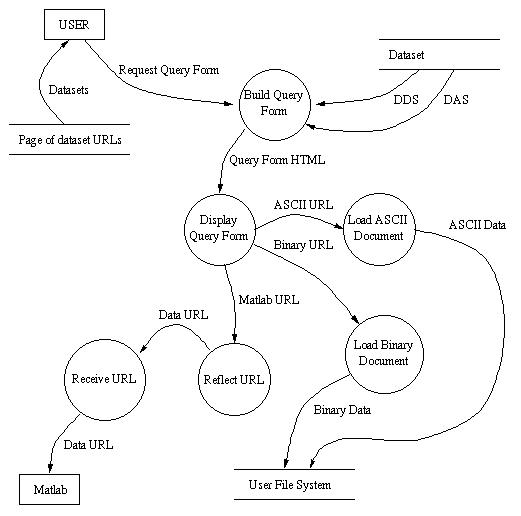 USER
Dataset
Request Query Form
Datasets
Build Query
Form
DDS
DAS
Page of dataset URLs
Query Form HTML
ASCII URL
Display
Query Form
Load ASCII
Document
ASCII Data
Binary URL
Matlab URL
Data URL
Load Binary
Document
Receive URL
Reflect URL
Binary Data
Data URL
Matlab
User File System